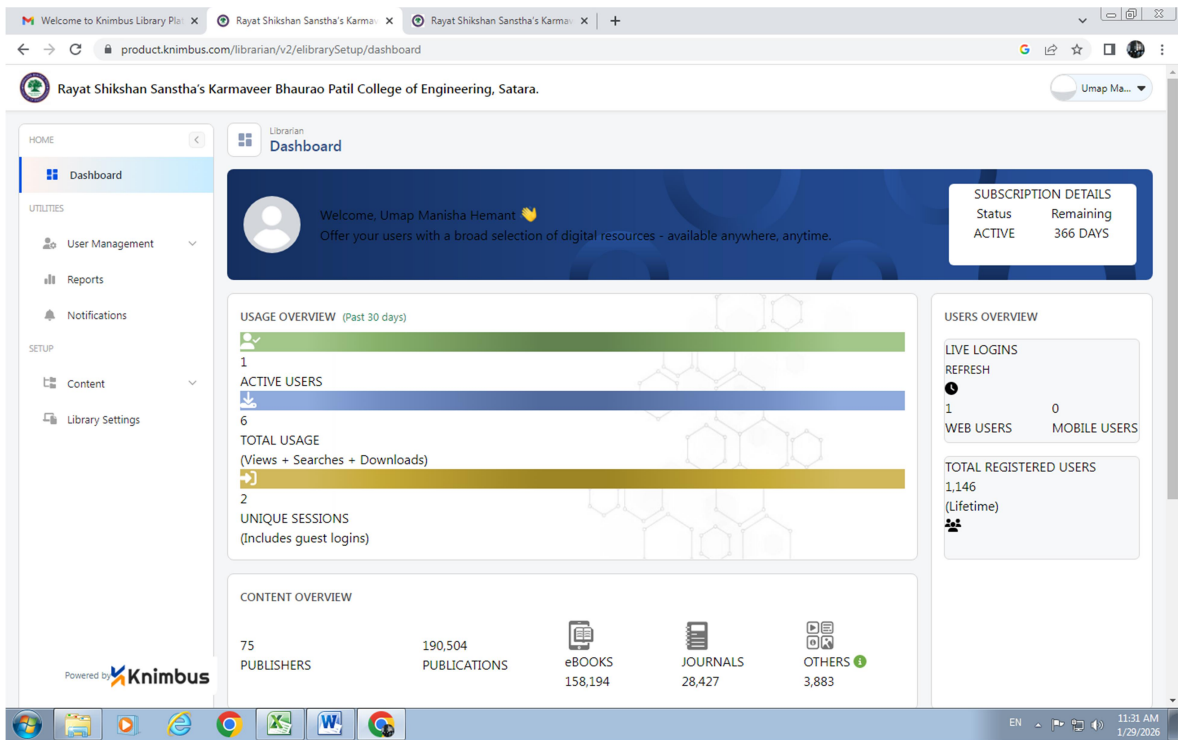 Welcome to Knimbus Library Pla
Rayat Shikshan Sanstha's Karmav
Rayat Shikshan Sanstha's Karmav
product.knimbus.com/librarian/v2/elibrarySetup/dashboard
Rayat Shikshan Sanstha's Karmaveer Bhaurao Patil College of Engineering, Satara.
Umap Ma...
HOME
Dashboard
UTILITIES
User Management
Reports
Notifications
SETUP
Content
Library Settings
Powered by Knimbus
Librarian
Dashboard
Welcome, Umap Manisha Hemant 👋
Offer your users with a broad selection of digital resources - available anywhere, anytime.
SUBSCRIPTION DETAILS
Status Remaining
ACTIVE 366 DAYS
USAGE OVERVIEW (Past 30 days)
1
ACTIVE USERS
6
TOTAL USAGE
(Views + Searches + Downloads)
2
UNIQUE SESSIONS
(Includes guest logins)
USERS OVERVIEW
LIVE LOGINS
REFRESH
1 0
WEB USERS MOBILE USERS
TOTAL REGISTERED USERS
1,146
(Lifetime)
CONTENT OVERVIEW
75
PUBLISHERS
190,504
PUBLICATIONS
eBOOKS
158,194
JOURNALS
28,427
OTHERS
3,883
EN
11:31 AM
1/29/2026